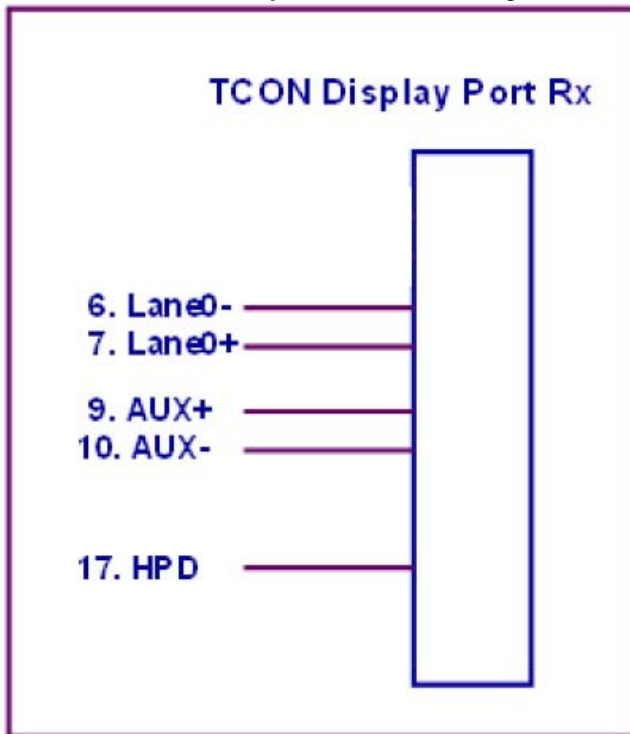 TCON Display Port Rx
6. Lane0-
7. Lane0+
9. AUX+
10. AUX-
17. HPD